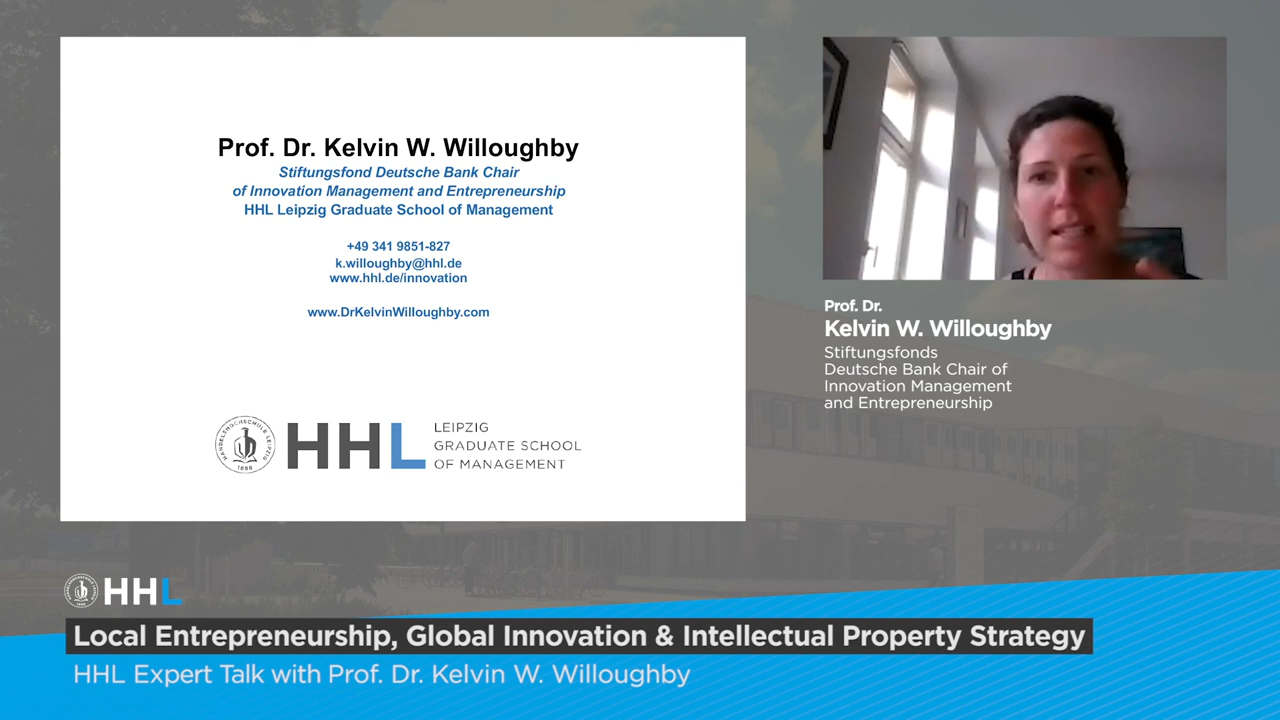 Prof. Dr. Kelvin W. Willoughby
Stiftungsfond Deutsche Bank Chair
of Innovation Management and Entrepreneurship
HHL Leipzig Graduate School of Management
+49 341 9851-827
k.willoughby@hhl.de
www.hhl.de/innovation
www.DrKelvinWilloughby.com
HANDELSHOCHSCHULE LEIPZIG
1898
HHL
LEIPZIG
GRADUATE SCHOOL
OF MANAGEMENT
Prof. Dr.
Kelvin W. Willoughby
Stiftungsfonds
Deutsche Bank Chair of
Innovation Management
and Entrepreneurship
HHL
Local Entrepreneurship, Global Innovation & Intellectual Property Strategy
HHL Expert Talk with Prof. Dr. Kelvin W. Willoughby